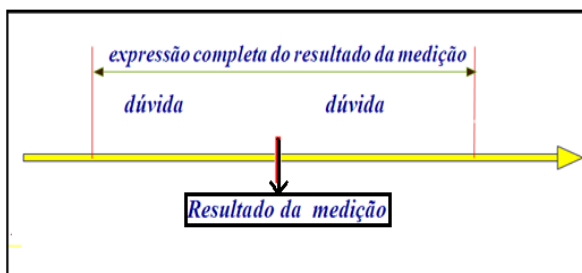 expressão completa do resultado da medição
dúvida dúvida
Resultado da medição